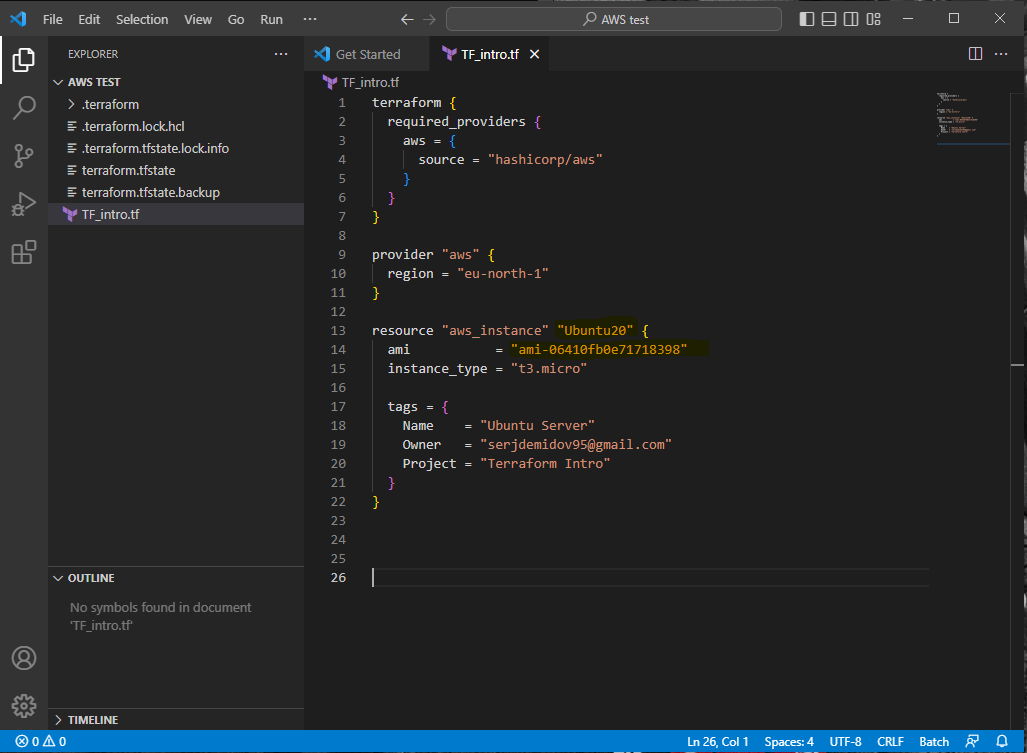 File Edit Selection View Go Run ··· AWS test
EXPLORER ···
AWS TEST
.terraform
.terraform.lock.hcl
.terraform.tfstate.lock.info
terraform.tfstate
terraform.tfstate.backup
TF_intro.tf
OUTLINE
No symbols found in document
'TF_intro.tf'
TIMELINE
Get Started TF_intro.tf ···
TF_intro.tf
1 terraform {
2   required_providers {
3     aws = {
4       source = "hashicorp/aws"
5     }
6   }
7 }
8
9 provider "aws" {
10   region = "eu-north-1"
11 }
12
13 resource "aws_instance" "Ubuntu20" {
14   ami           = "ami-06410fb0e71718398"
15   instance_type = "t3.micro"
16
17   tags = {
18     Name    = "Ubuntu Server"
19     Owner   = "serjdemidov95@gmail.com"
20     Project = "Terraform Intro"
21   }
22 }
23
24
25
26
0 0 Ln 26, Col 1 Spaces: 4 UTF-8 CRLF Batch